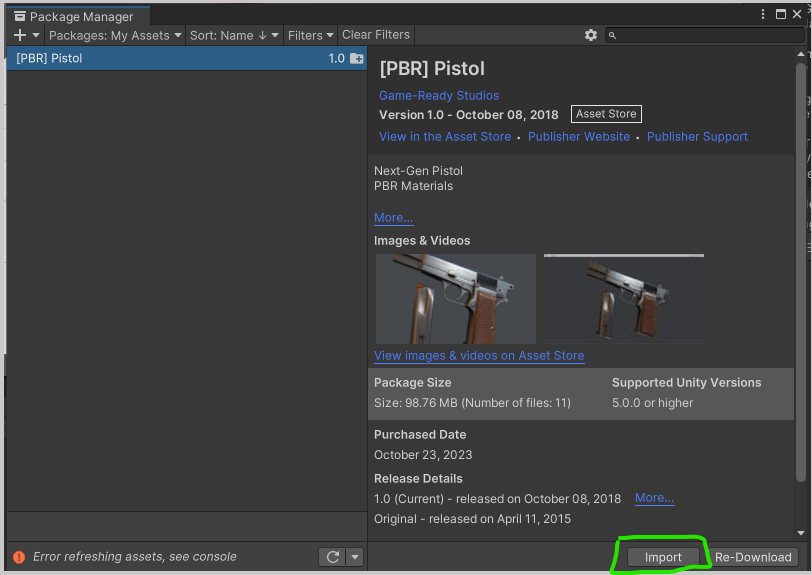 Package Manager
Packages: My Assets Sort: Name ↓ Filters Clear Filters
[PBR] Pistol 1.0
[PBR] Pistol
Game-Ready Studios
Version 1.0 - October 08, 2018 Asset Store
View in the Asset Store • Publisher Website • Publisher Support
Next-Gen Pistol
PBR Materials
More...
Images & Videos
View images & videos on Asset Store
Package Size Supported Unity Versions
Size: 98.76 MB (Number of files: 11) 5.0.0 or higher
Purchased Date
October 23, 2023
Release Details
1.0 (Current) - released on October 08, 2018 More...
Original - released on April 11, 2015
Error refreshing assets, see console
Import Re-Download